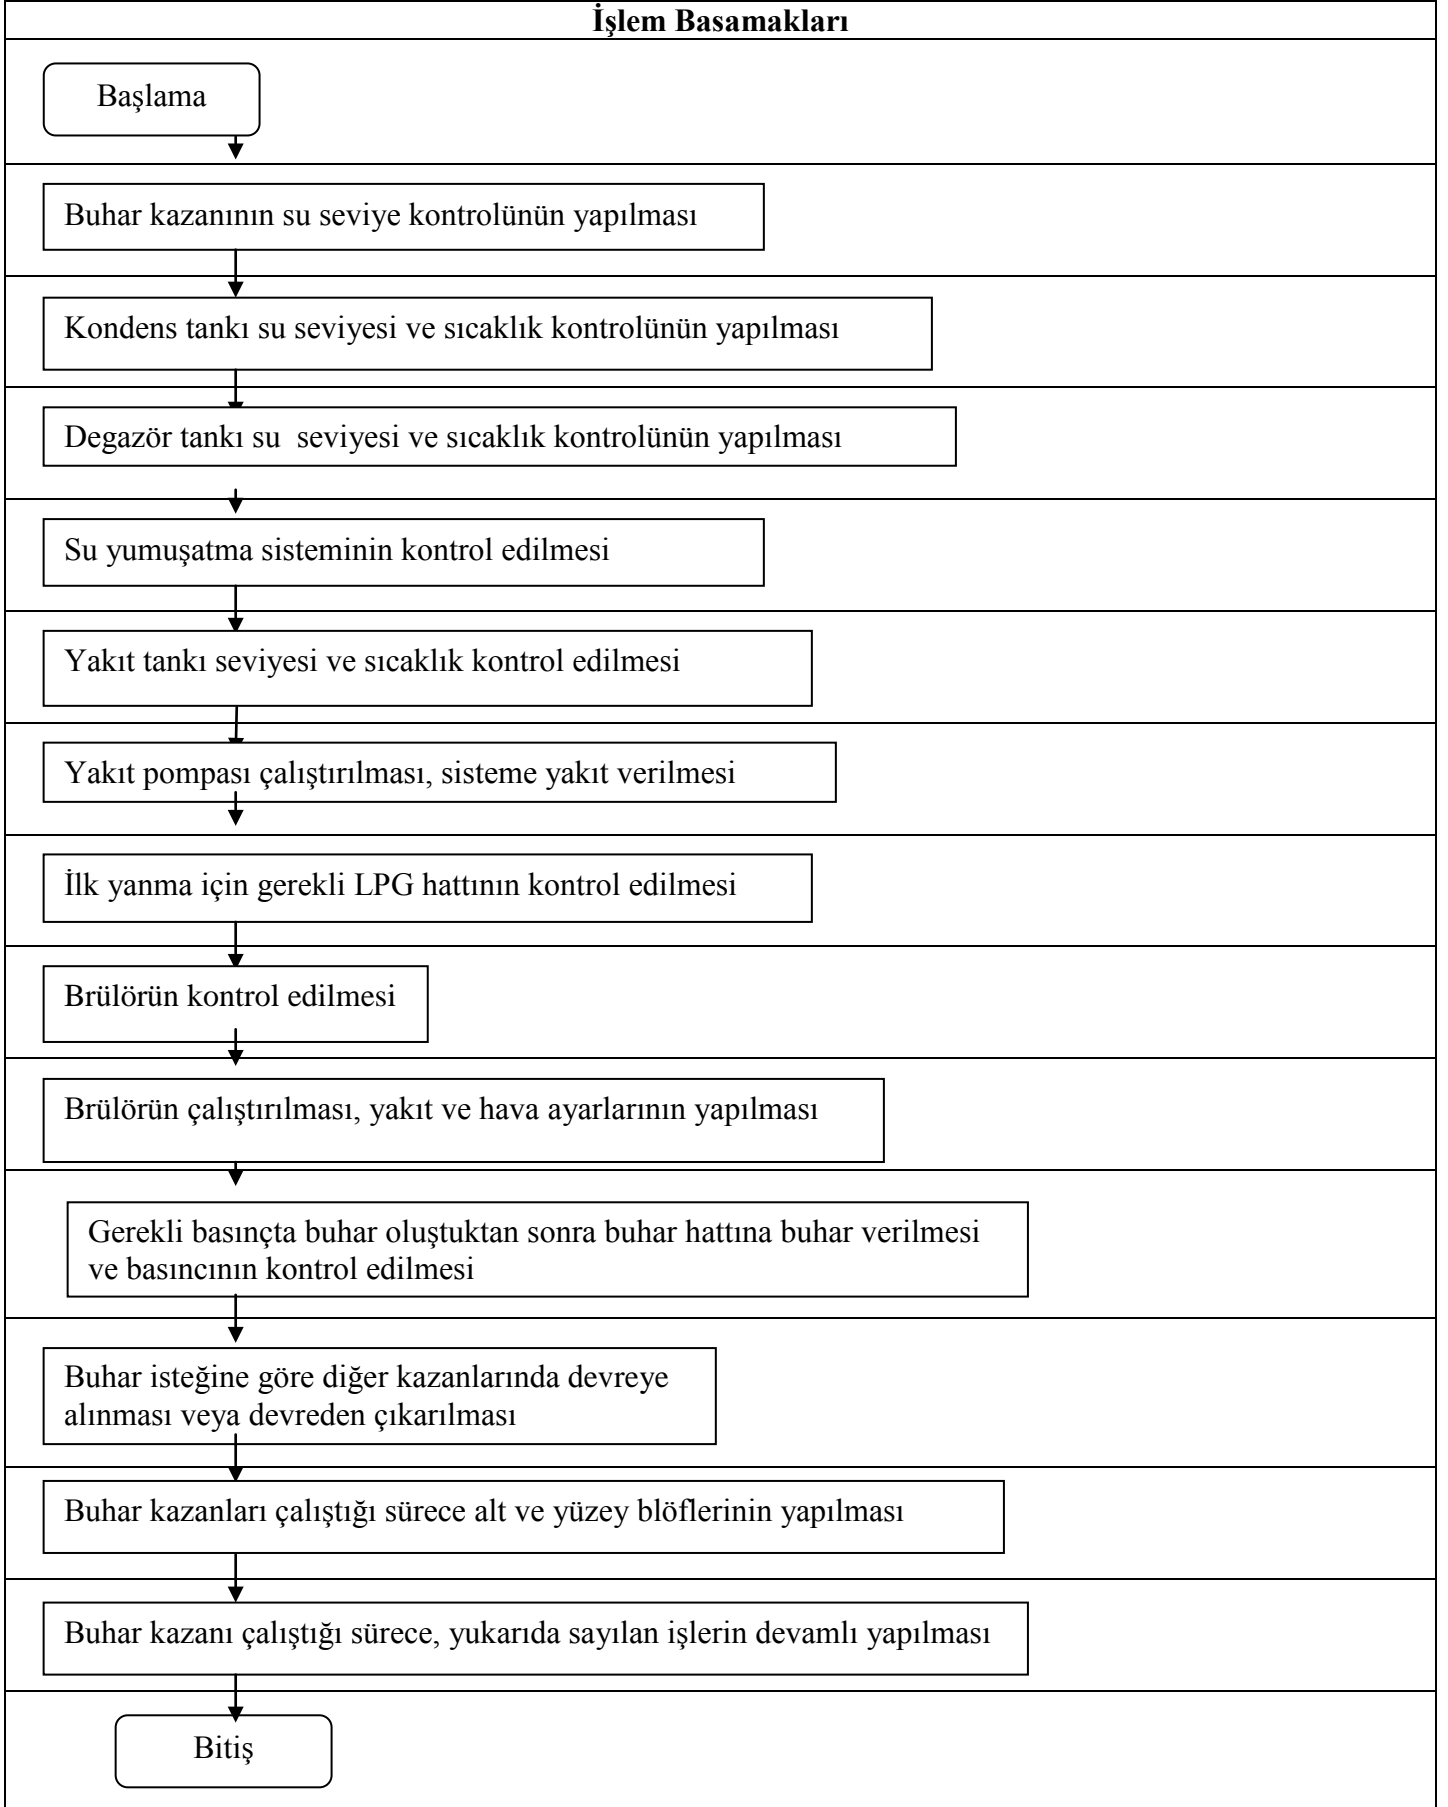 İşlem Basamakları
Başlama
Buhar kazanının su seviye kontrolünün yapılması
Kondens tankı su seviyesi ve sıcaklık kontrolünün yapılması
Degazör tankı su  seviyesi ve sıcaklık kontrolünün yapılması
Su yumuşatma sisteminin kontrol edilmesi
Yakıt tankı seviyesi ve sıcaklık kontrol edilmesi
Yakıt pompası çalıştırılması, sisteme yakıt verilmesi
İlk yanma için gerekli LPG hattının kontrol edilmesi
Brülörün kontrol edilmesi
Brülörün çalıştırılması, yakıt ve hava ayarlarının yapılması
Gerekli basınçta buhar oluştuktan sonra buhar hattına buhar verilmesi
ve basıncının kontrol edilmesi
Buhar isteğine göre diğer kazanlarında devreye
alınması veya devreden çıkarılması
Buhar kazanları çalıştığı sürece alt ve yüzey blöflerinin yapılması
Buhar kazanı çalıştığı sürece, yukarıda sayılan işlerin devamlı yapılması
Bitiş